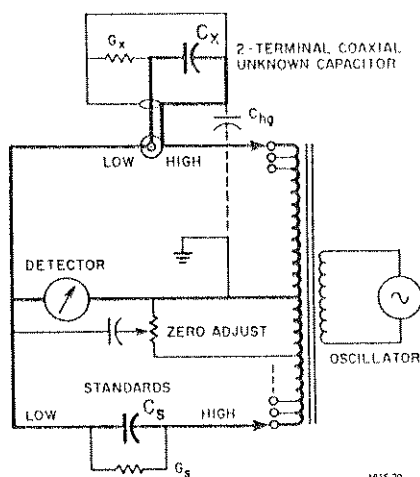 Gx
Cx
2-TERMINAL COAXIAL
UNKNOWN CAPACITOR
Chg
LOW
HIGH
DETECTOR
ZERO ADJUST
OSCILLATOR
STANDARDS
LOW
Cs
HIGH
Gs